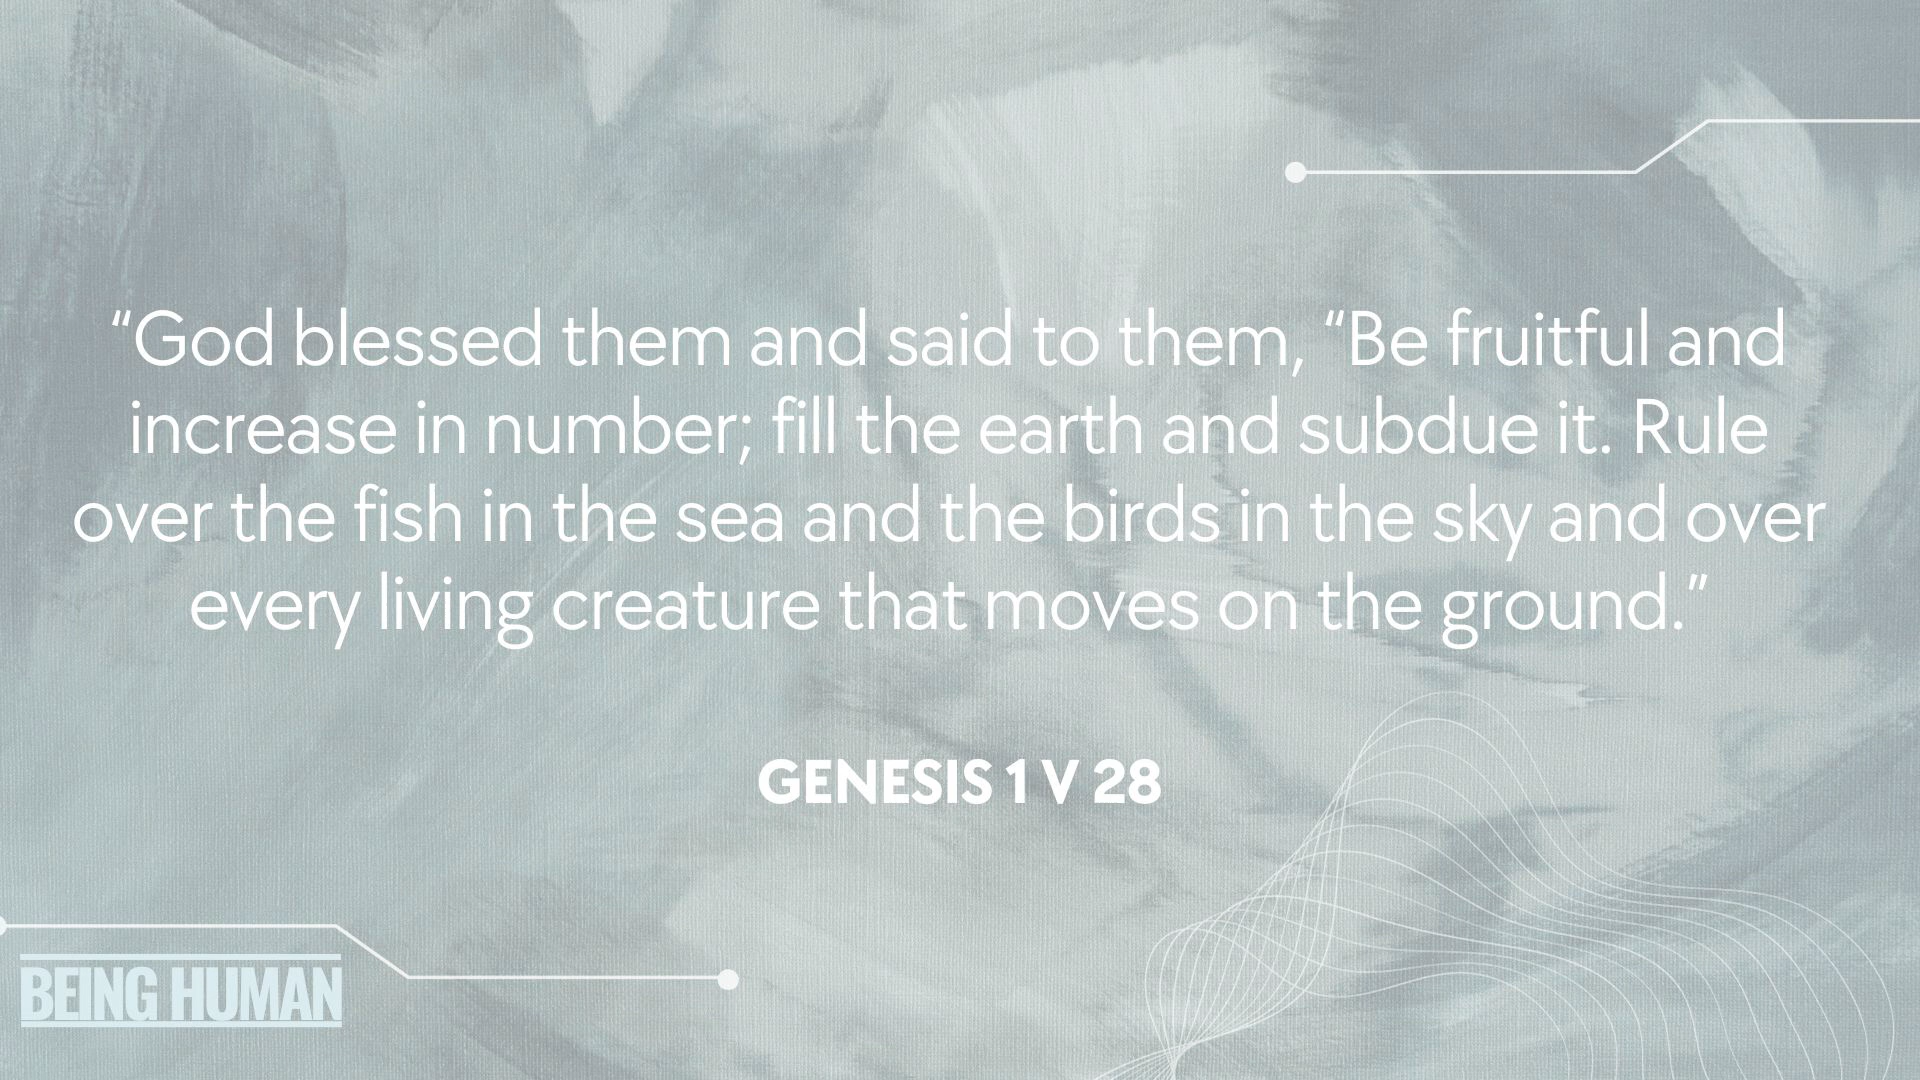 “God blessed them and said to them, “Be fruitful and
increase in number; fill the earth and subdue it. Rule
over the fish in the sea and the birds in the sky and over
every living creature that moves on the ground.”
GENESIS 1 V 28
BEING HUMAN